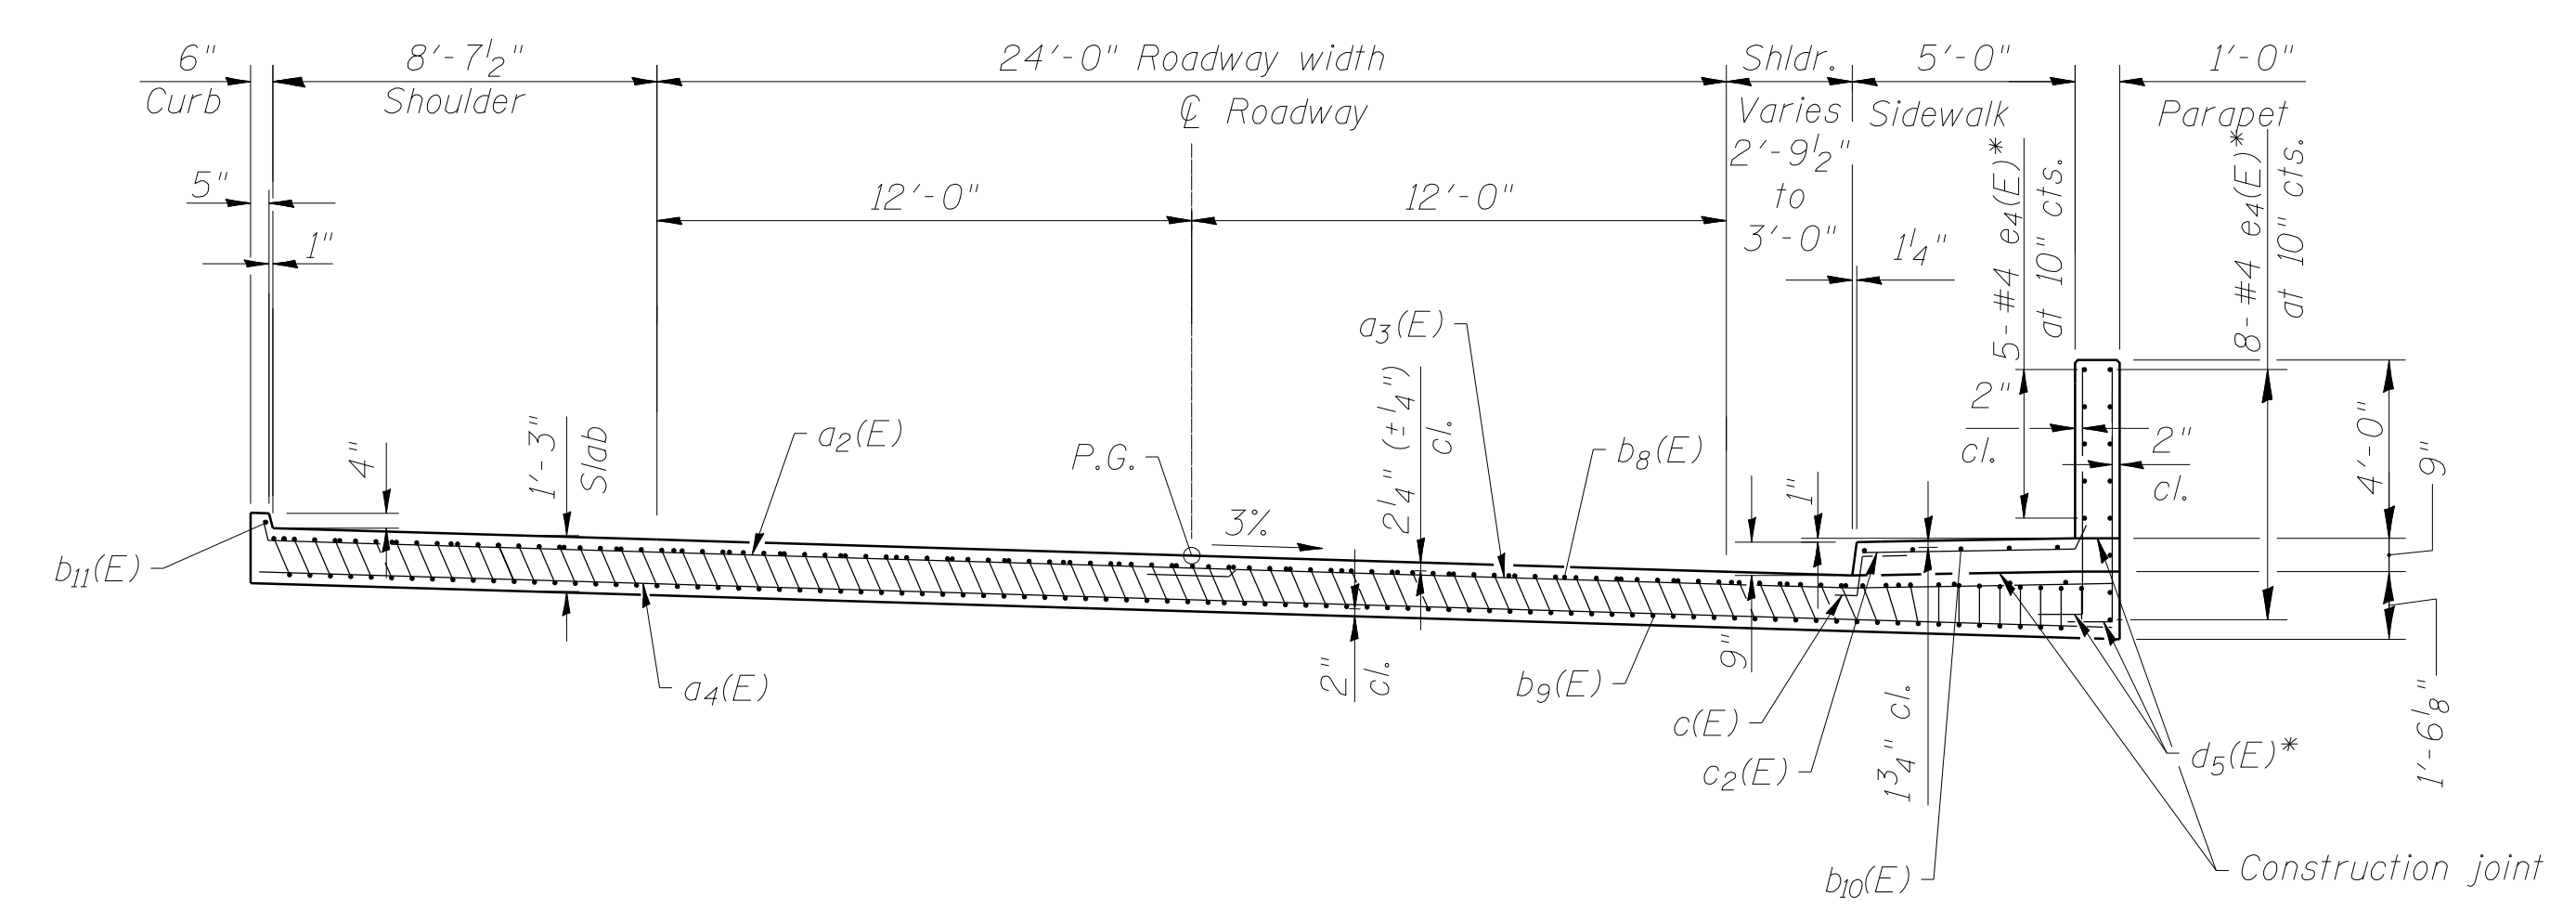 6"
Curb
8'-7½"
Shoulder
24'-0" Roadway width
℄ Roadway
Shldr.
Varies
2'-9½"
to
3'-0"
5'-0"
Sidewalk
1'-0"
Parapet
5"
1"
12'-0"
12'-0"
1¼"
5-#4 e4(E)*
at 10" cts.
8-#4 e4(E)*
at 10" cts.
a3(E)
2¼" (±¼")
cl.
b8(E)
2"
cl.
2"
cl.
4'-0"
9"
4"
1'-3"
Slab
a2(E)
P.G.
3%
1"
b11(E)
a4(E)
2"
cl.
b9(E)
9"
c(E)
c2(E)
1¾" cl.
b10(E)
d5(E)*
1'-6⅛"
Construction joint